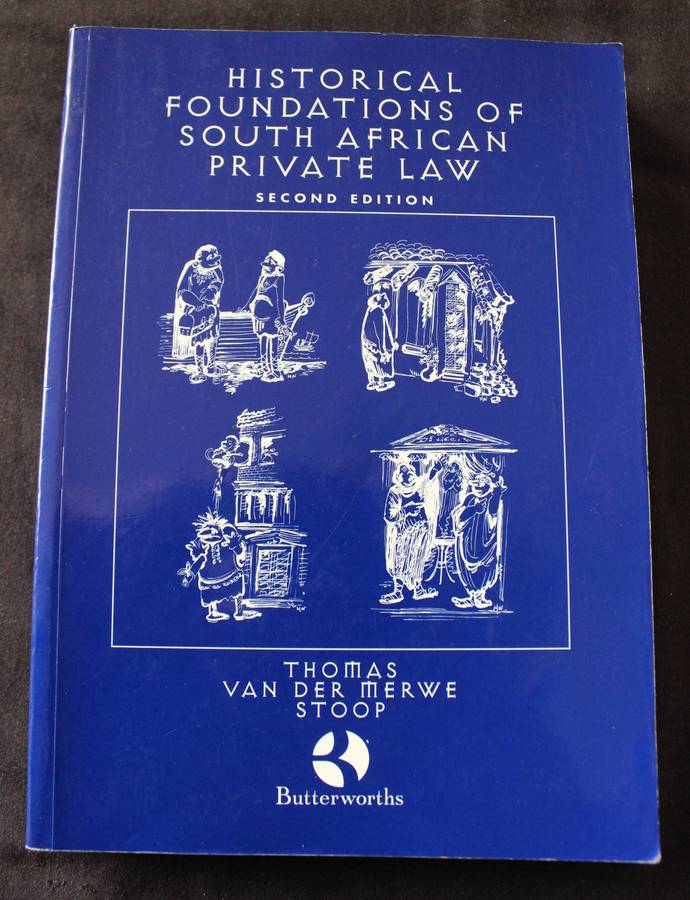 HISTORICAL
FOUNDATIONS OF
SOUTH AFRICAN
PRIVATE LAW
SECOND EDITION
THOMAS
VAN DER MERWE
STOOP
Butterworths